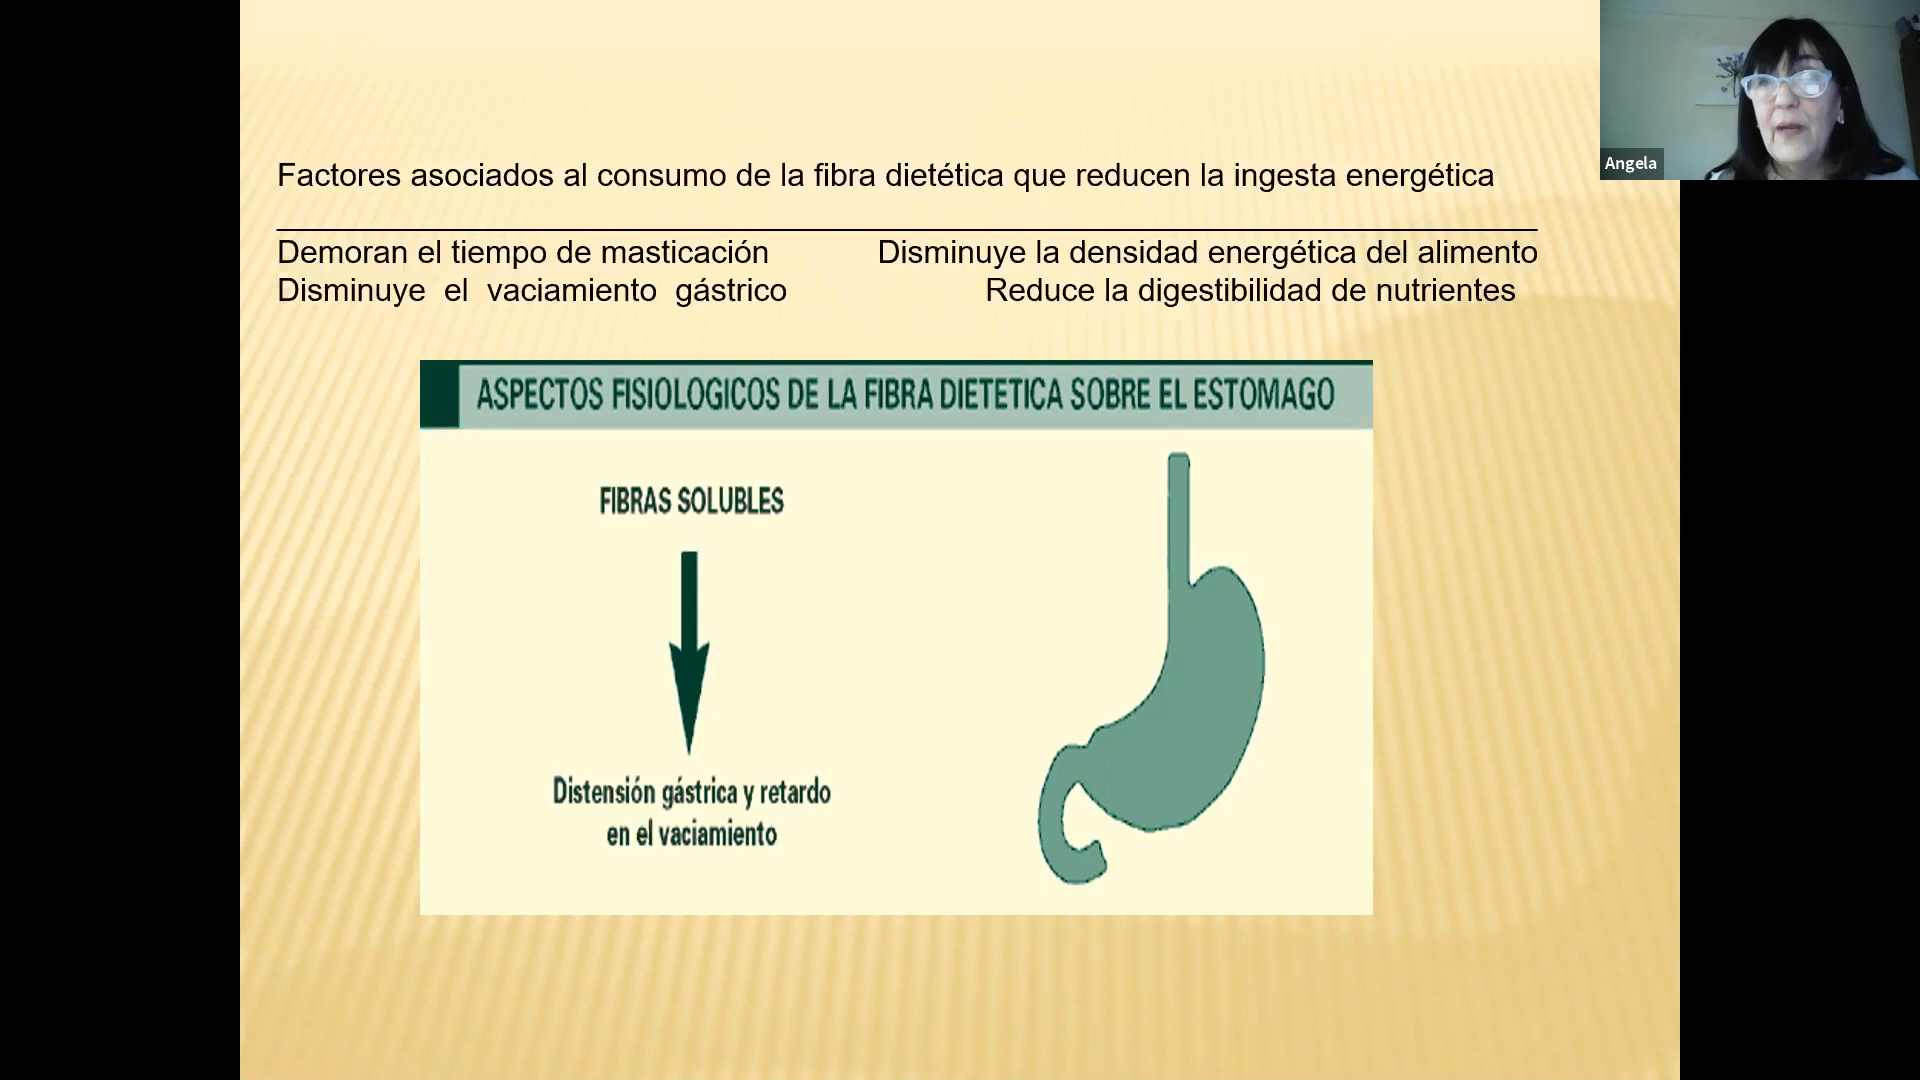 Angela
Factores asociados al consumo de la fibra dietética que reducen la ingesta energética
Demoran el tiempo de masticación Disminuye la densidad energética del alimento
Disminuye el vaciamiento gástrico Reduce la digestibilidad de nutrientes
ASPECTOS FISIOLOGICOS DE LA FIBRA DIETETICA SOBRE EL ESTOMAGO
FIBRAS SOLUBLES
Distensión gástrica y retardo
en el vaciamiento